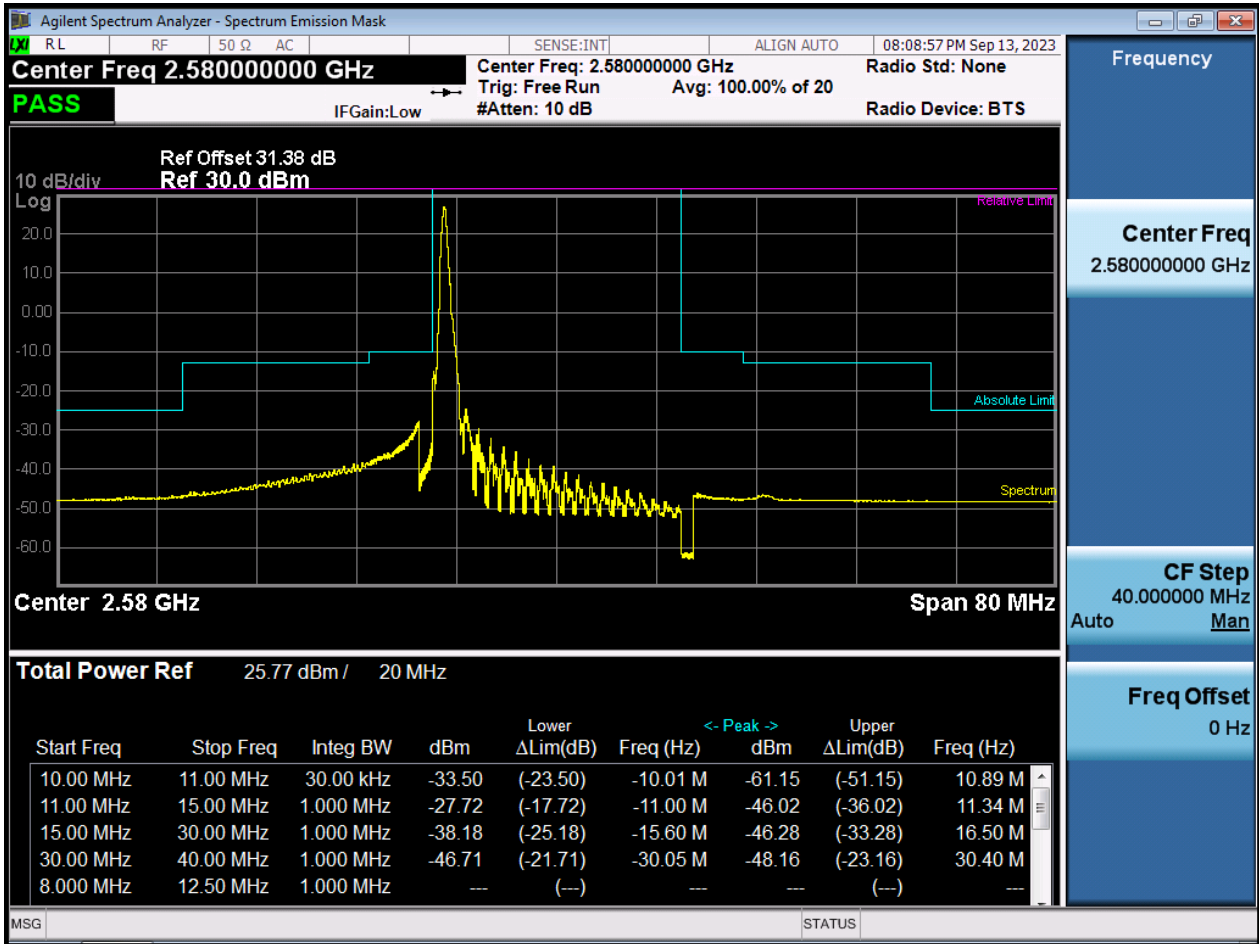 Agilent Spectrum Analyzer - Spectrum Emission Mask
LXI RL RF 50 Ω AC SENSE:INT ALIGN AUTO 08:08:57 PM Sep 13, 2023
Center Freq 2.580000000 GHz
Center Freq: 2.580000000 GHz
Radio Std: None
PASS
Trig: Free Run
Avg: 100.00% of 20
IFGain:Low
#Atten: 10 dB
Radio Device: BTS
Ref Offset 31.38 dB
10 dB/div Ref 30.0 dBm
Log
Relative Limit
20.0
10.0
0.00
-10.0
-20.0
Absolute Limit
-30.0
-40.0
Spectrum
-50.0
-60.0
Center 2.58 GHz
Span 80 MHz
Total Power Ref 25.77 dBm / 20 MHz
Lower <- Peak -> Upper
Start Freq Stop Freq Integ BW dBm ΔLim(dB) Freq (Hz) dBm ΔLim(dB) Freq (Hz)
10.00 MHz 11.00 MHz 30.00 kHz -33.50 (-23.50) -10.01 M -61.15 (-51.15) 10.89 M
11.00 MHz 15.00 MHz 1.000 MHz -27.72 (-17.72) -11.00 M -46.02 (-36.02) 11.34 M
15.00 MHz 30.00 MHz 1.000 MHz -38.18 (-25.18) -15.60 M -46.28 (-33.28) 16.50 M
30.00 MHz 40.00 MHz 1.000 MHz -46.71 (-21.71) -30.05 M -48.16 (-23.16) 30.40 M
8.000 MHz 12.50 MHz 1.000 MHz --- (---) --- --- (---) ---
MSG
STATUS
Frequency
Center Freq
2.580000000 GHz
CF Step
40.000000 MHz
Auto Man
Freq Offset
0 Hz